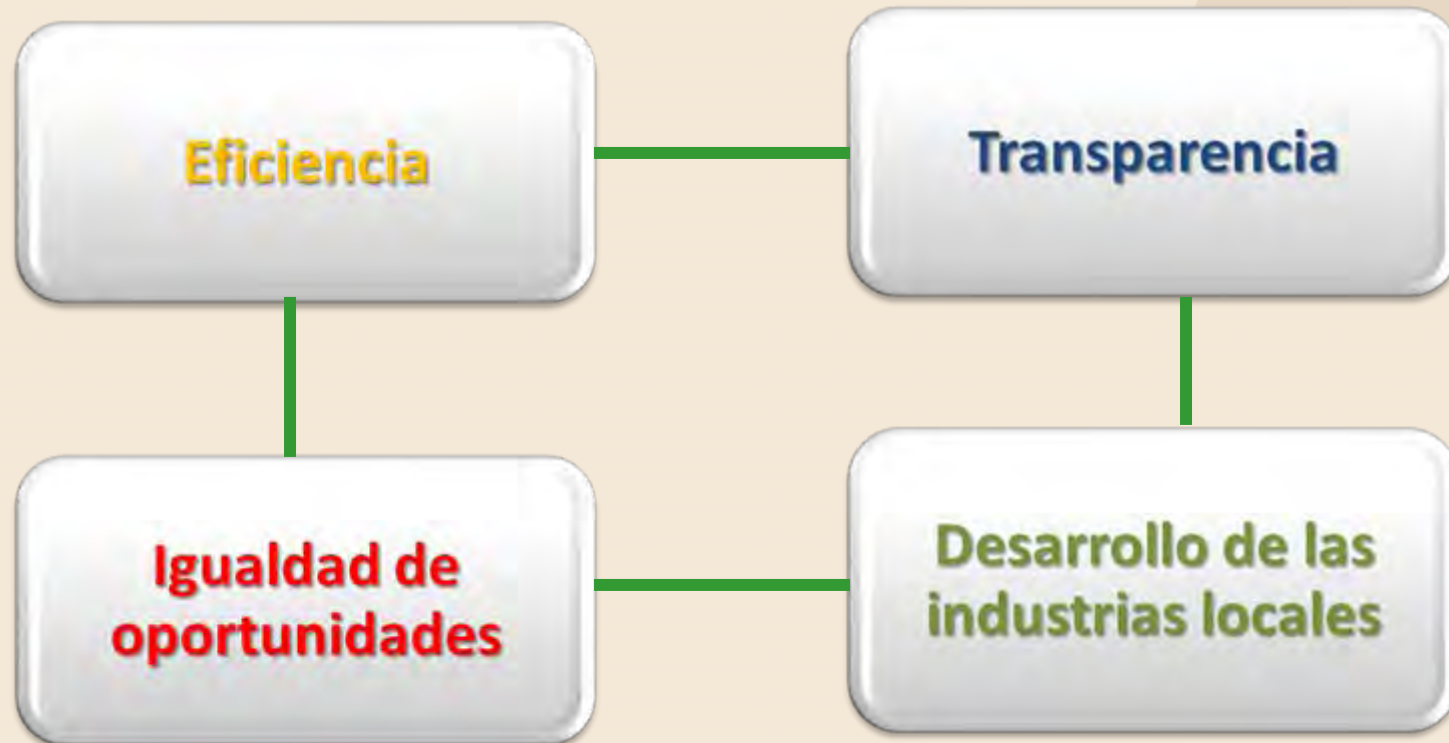 Eficiencia
Transparencia
Igualdad de
oportunidades
Desarrollo de las
industrias locales